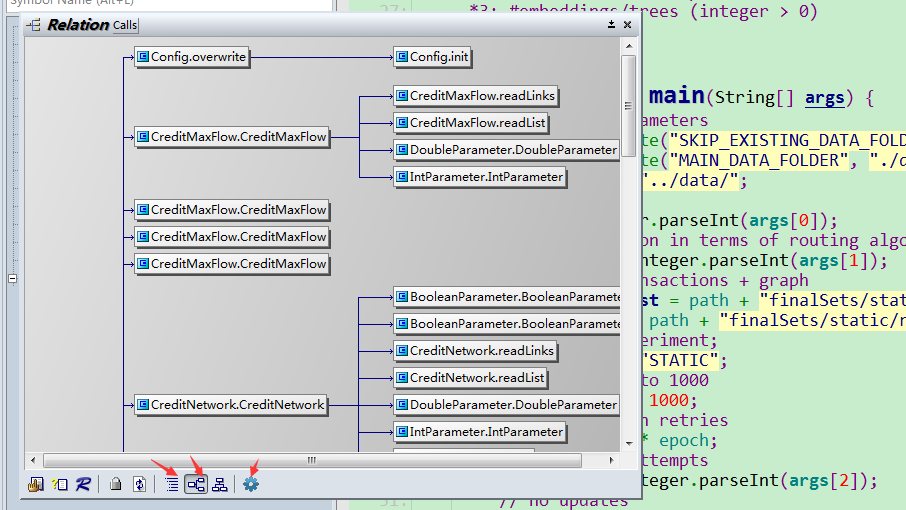 Symbol Name (Alt+L)
Relation Calls
Config.overwrite
Config.init
CreditMaxFlow.readLinks
CreditMaxFlow.CreditMaxFlow
CreditMaxFlow.readList
DoubleParameter.DoubleParameter
IntParameter.IntParameter
CreditMaxFlow.CreditMaxFlow
CreditMaxFlow.CreditMaxFlow
CreditMaxFlow.CreditMaxFlow
BooleanParameter.BooleanParamete
BooleanParameter.BooleanParamete
CreditNetwork.readLinks
CreditNetwork.readList
CreditNetwork.CreditNetwork
DoubleParameter.DoubleParameter
IntParameter.IntParameter
27: *3: #embeddings/trees (integer > 0)
main(String[] args) {
ameters
te("SKIP_EXISTING_DATA_FOLD
te("MAIN_DATA_FOLDER", "./d
"../data/";
er.parseInt(args[0]);
on in terms of routing algo
nteger.parseInt(args[1]);
nsactions + graph
st = path + "finalSets/stat
path + "finalSets/static/n
eriment;
"STATIC";
to 1000
1000;
n retries
* epoch;
ttempts
nteger.parseInt(args[2]);
51: // no updates